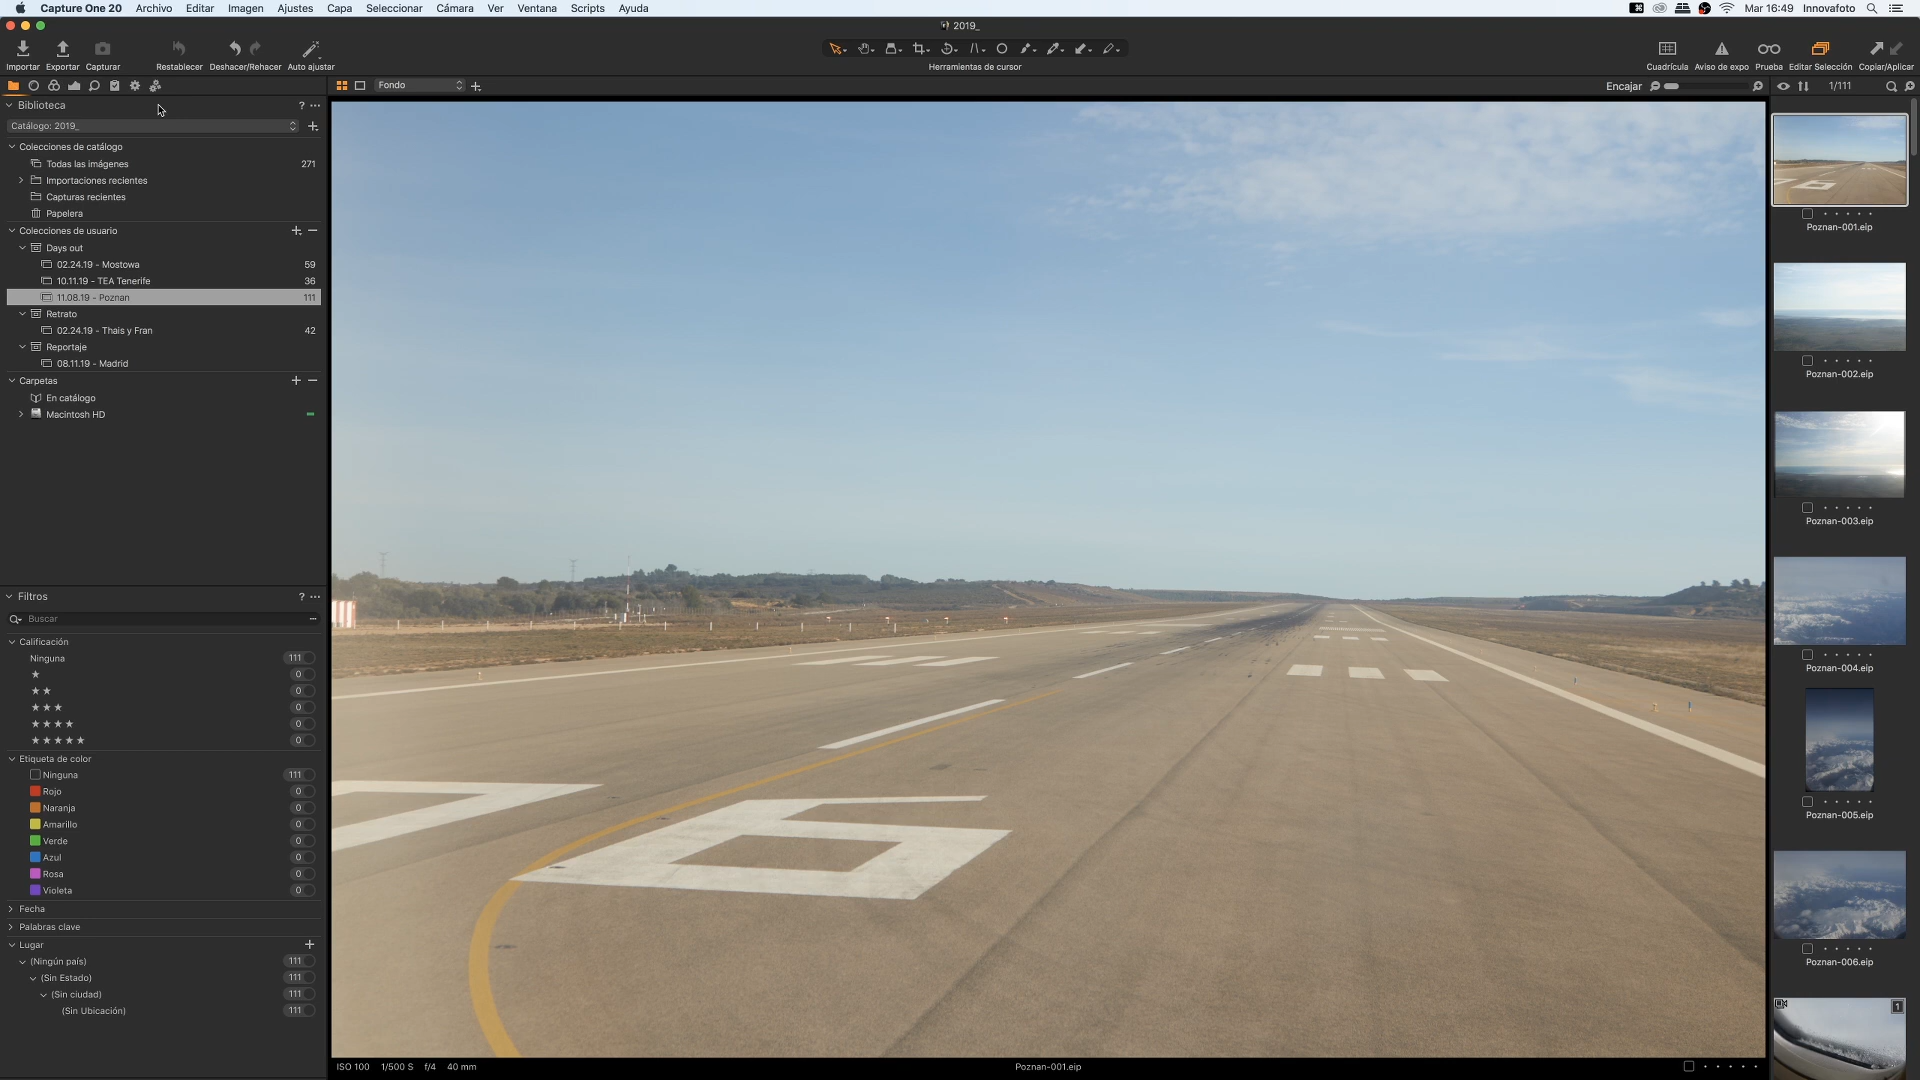 Capture One 20 Archivo Editar Imagen Ajustes Capa Seleccionar Cámara Ver Ventana Scripts Ayuda Mar 16:49 Innovafoto
2019_
Importar Exportar Capturar Restablecer Deshacer/Rehacer Auto ajustar Herramientas de cursor Cuadrícula Aviso de expo Prueba Editar Selección Copiar/Aplicar
Fondo Encajar 1/111
Biblioteca ?
Catálogo: 2019_
Colecciones de catálogo
Todas las imágenes 271
Importaciones recientes
Capturas recientes
Papelera
Colecciones de usuario
Days out
02.24.19 - Mostowa 59
10.11.19 - TEA Tenerife 36
11.08.19 - Poznan 111
Retrato
02.24.19 - Thais y Fran 42
Reportaje
08.11.19 - Madrid
Carpetas
En catálogo
Macintosh HD
Filtros ?
Buscar
Calificación
Ninguna 111
★ 0
★★ 0
★★★ 0
★★★★ 0
★★★★★ 0
Etiqueta de color
Ninguna 111
Rojo 0
Naranja 0
Amarillo 0
Verde 0
Azul 0
Rosa 0
Violeta 0
Fecha
Palabras clave
Lugar
(Ningún país) 111
(Sin Estado) 111
(Sin ciudad) 111
(Sin Ubicación) 111
6
ISO 100 1/500 S f/4 40 mm Poznan-001.eip
Poznan-001.eip
Poznan-002.eip
Poznan-003.eip
Poznan-004.eip
Poznan-005.eip
Poznan-006.eip
1